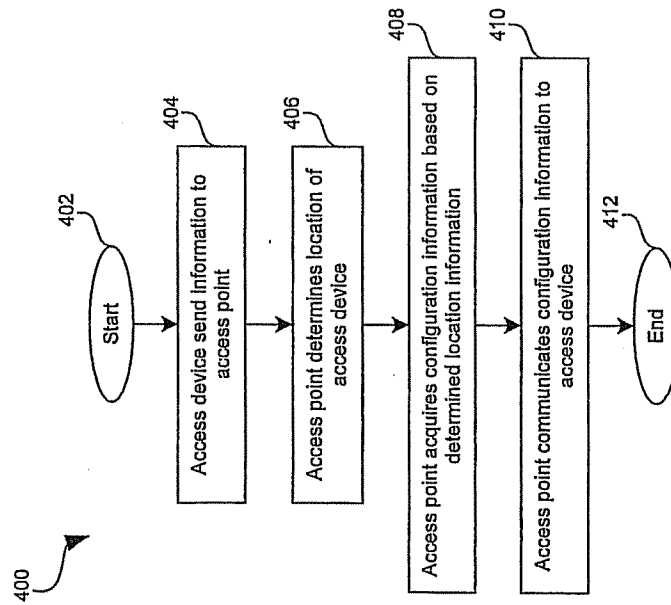 400
402
Start
404
Access device send information to
access point
406
Access point determines location of
access device
408
Access point acquires configuration information based on
determined location information
410
Access point communicates configuration information to
access device
412
End